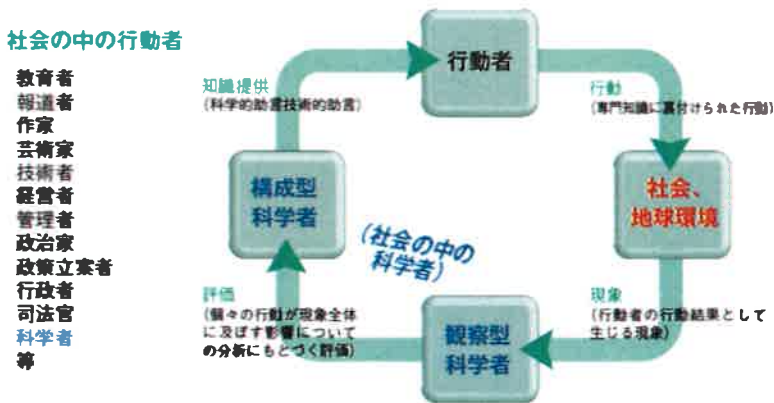 社会の中の行動者
教育者
報道者
作家
芸術家
技術者
経営者
管理者
政治家
政策立案者
行政者
司法官
科学者
等
行動者
知識提供
(科学的助言技術的助言)
行動
(専門知識に裏付けられた行動)
構成型
科学者
社会、
地球環境
(社会の中の
科学者)
評価
(個々の行動が現象全体
に及ぼす影響について
の分析にもとづく評価)
現象
(行動者の行動結果として
生じる現象)
観察型
科学者